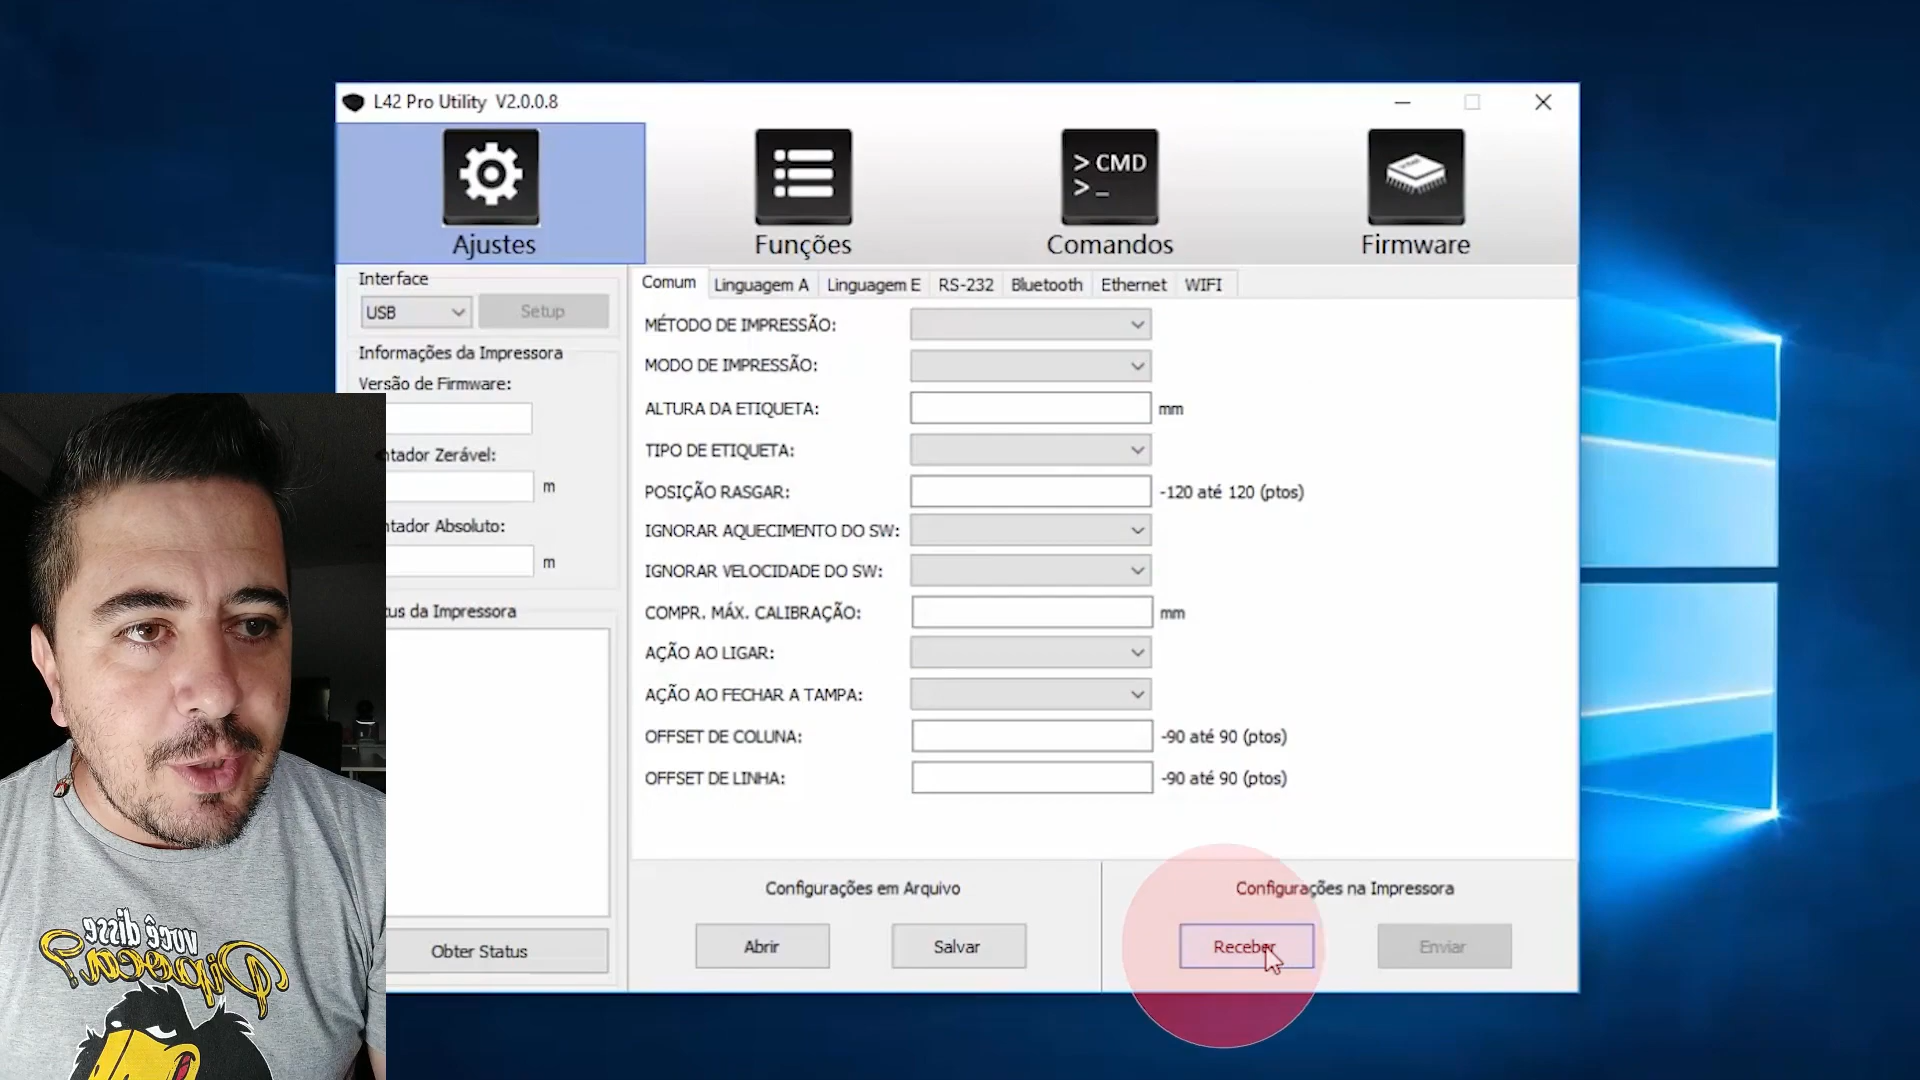 L42 Pro Utility V2.0.0.8
> CMD
>_
Ajustes
Funções
Comandos
Firmware
Interface
USB
Setup
Informações da Impressora
Versão de Firmware:
ntador Zerável:
m
ntador Absoluto:
m
tus da Impressora
Obter Status
Comum
Linguagem A
Linguagem E
RS-232
Bluetooth
Ethernet
WIFI
MÉTODO DE IMPRESSÃO:
MODO DE IMPRESSÃO:
ALTURA DA ETIQUETA:
mm
TIPO DE ETIQUETA:
POSIÇÃO RASGAR:
-120 até 120 (ptos)
IGNORAR AQUECIMENTO DO SW:
IGNORAR VELOCIDADE DO SW:
COMPR. MÁX. CALIBRAÇÃO:
mm
AÇÃO AO LIGAR:
AÇÃO AO FECHAR A TAMPA:
OFFSET DE COLUNA:
-90 até 90 (ptos)
OFFSET DE LINHA:
-90 até 90 (ptos)
Configurações em Arquivo
Abrir
Salvar
Configurações na Impressora
Receber
Enviar
você disse